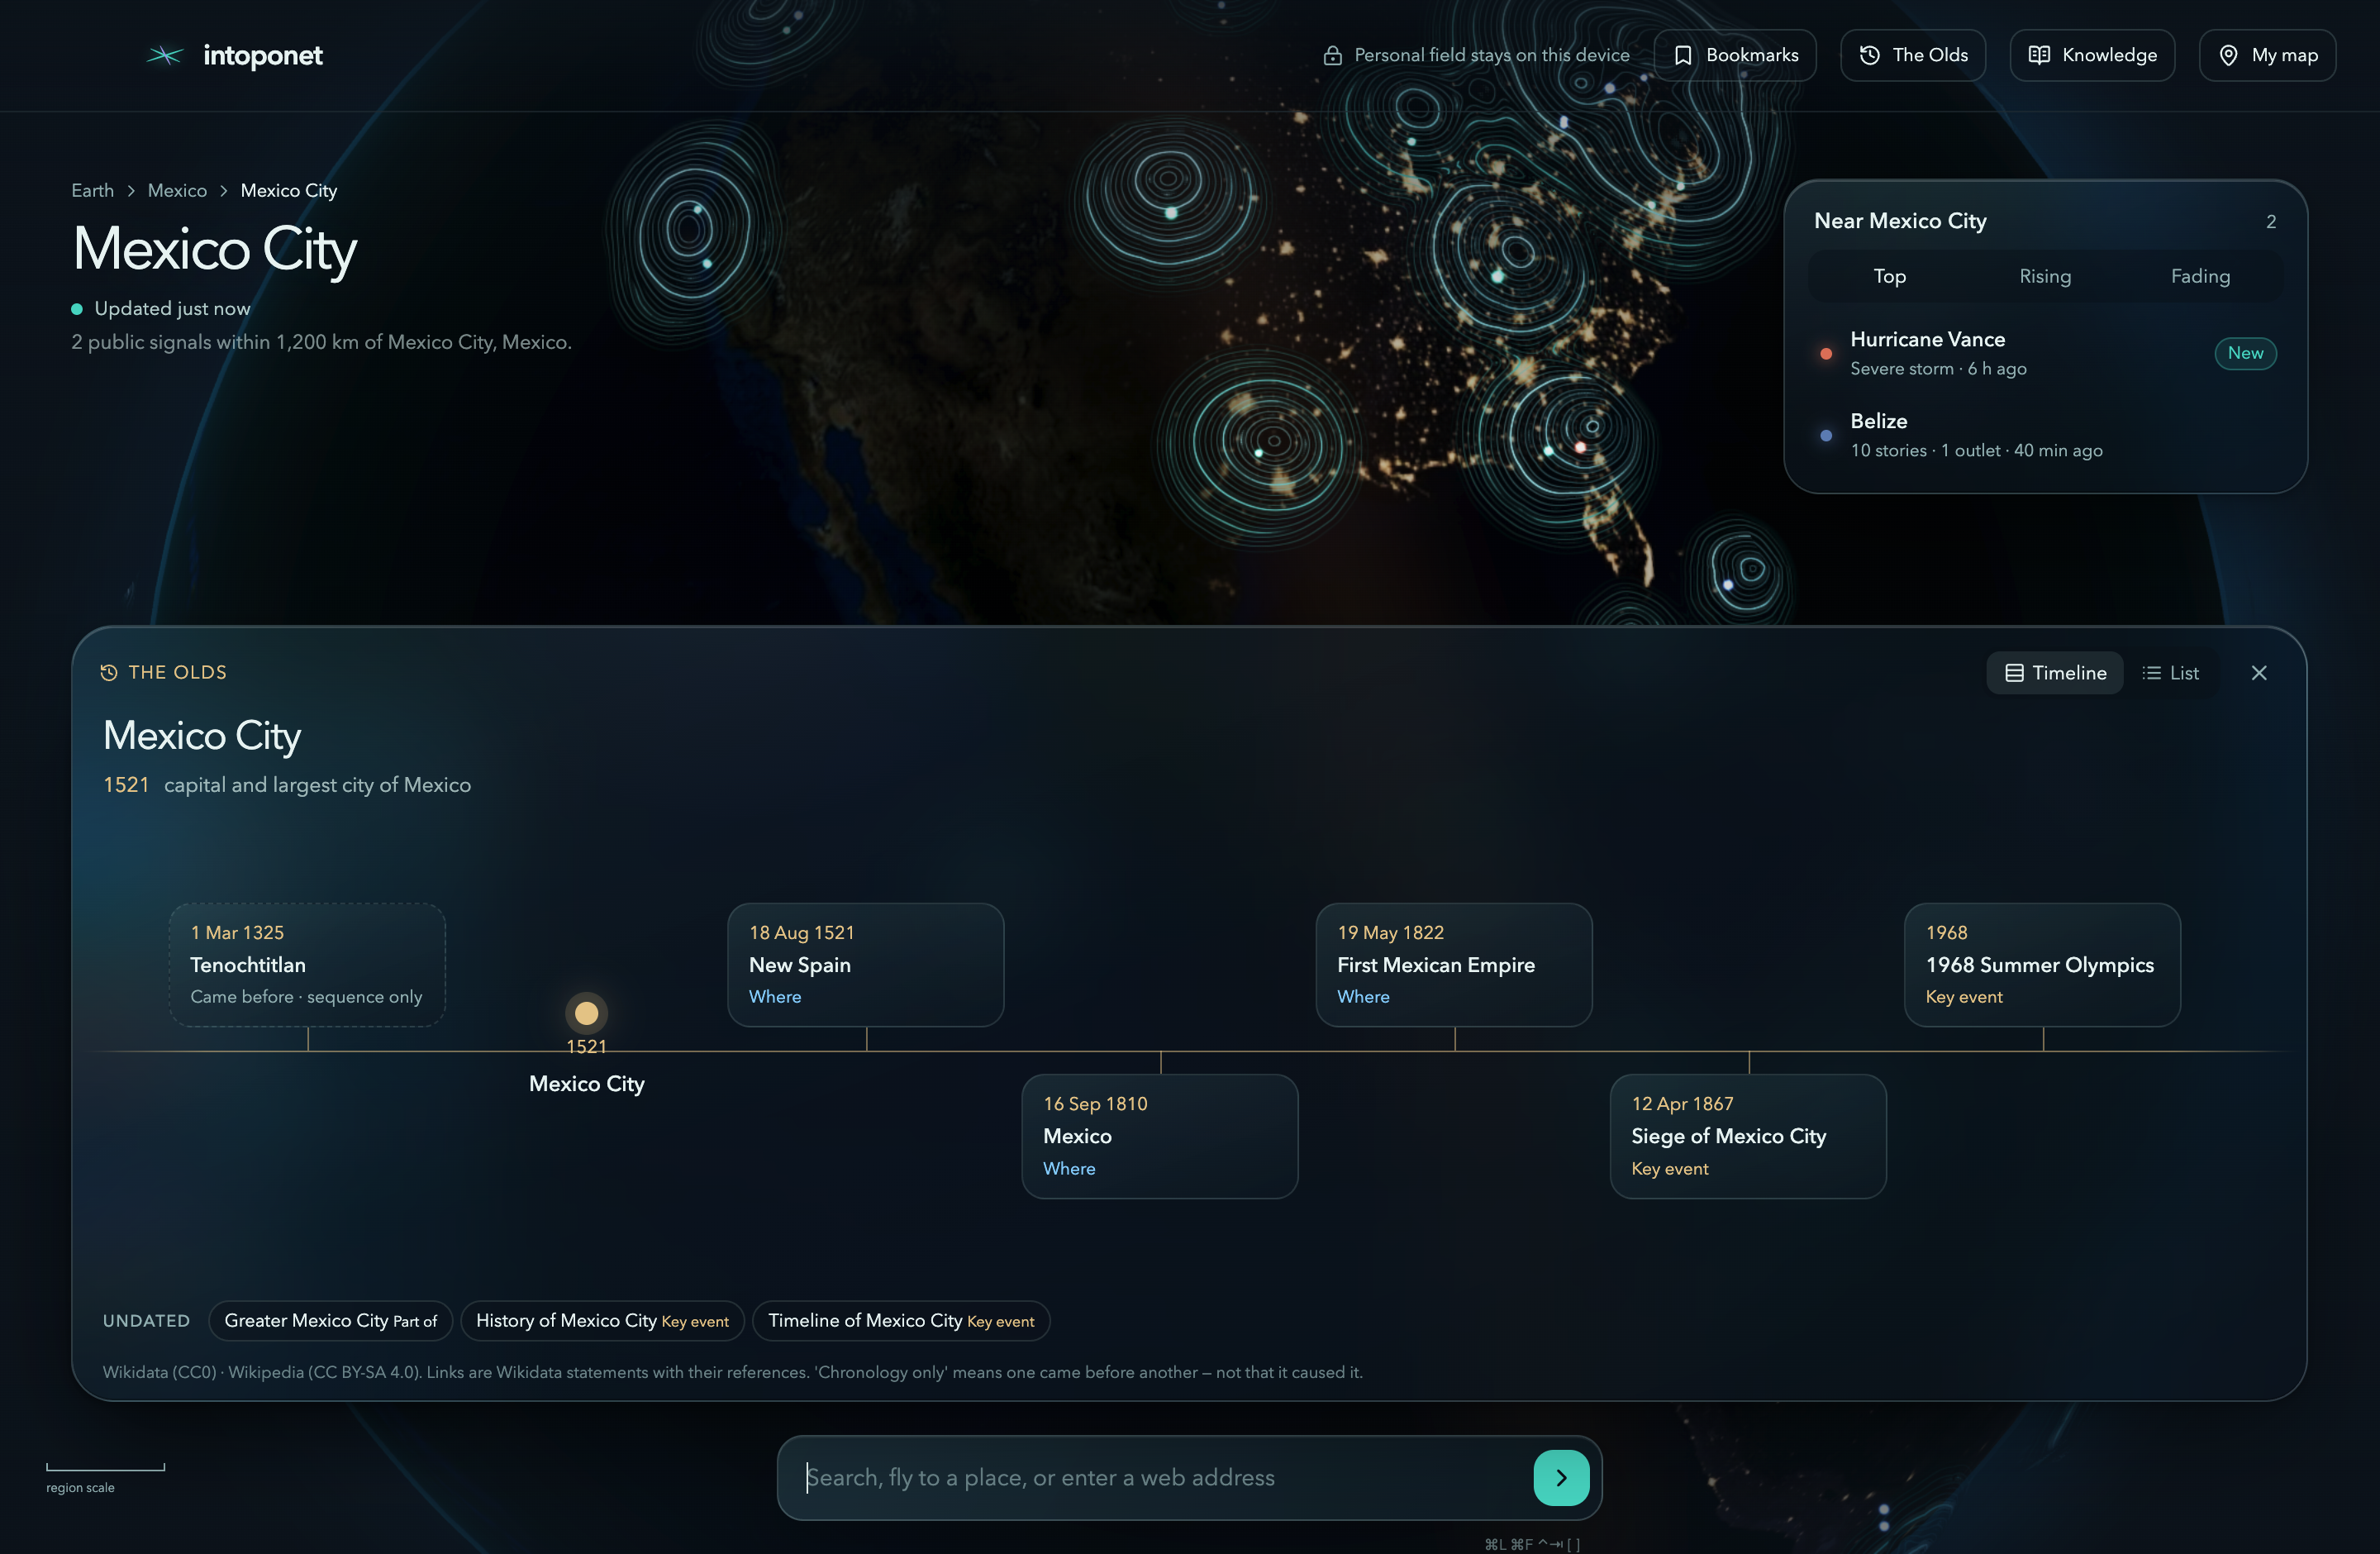 intoponet
Personal field stays on this device
Bookmarks
The Olds
Knowledge
My map
Earth > Mexico > Mexico City
Mexico City
Updated just now
2 public signals within 1,200 km of Mexico City, Mexico.
Near Mexico City
2
Top
Rising
Fading
Hurricane Vance
Severe storm · 6 h ago
New
Belize
10 stories · 1 outlet · 40 min ago
THE OLDS
Timeline
List
Mexico City
1521 capital and largest city of Mexico
1 Mar 1325
Tenochtitlan
Came before · sequence only
1521
Mexico City
18 Aug 1521
New Spain
Where
16 Sep 1810
Mexico
Where
19 May 1822
First Mexican Empire
Where
12 Apr 1867
Siege of Mexico City
Key event
1968
1968 Summer Olympics
Key event
UNDATED
Greater Mexico City Part of
History of Mexico City Key event
Timeline of Mexico City Key event
Wikidata (CC0) · Wikipedia (CC BY-SA 4.0). Links are Wikidata statements with their references. 'Chronology only' means one came before another – not that it caused it.
region scale
Search, fly to a place, or enter a web address
⌘L ⌘F ^⇥ [ ]